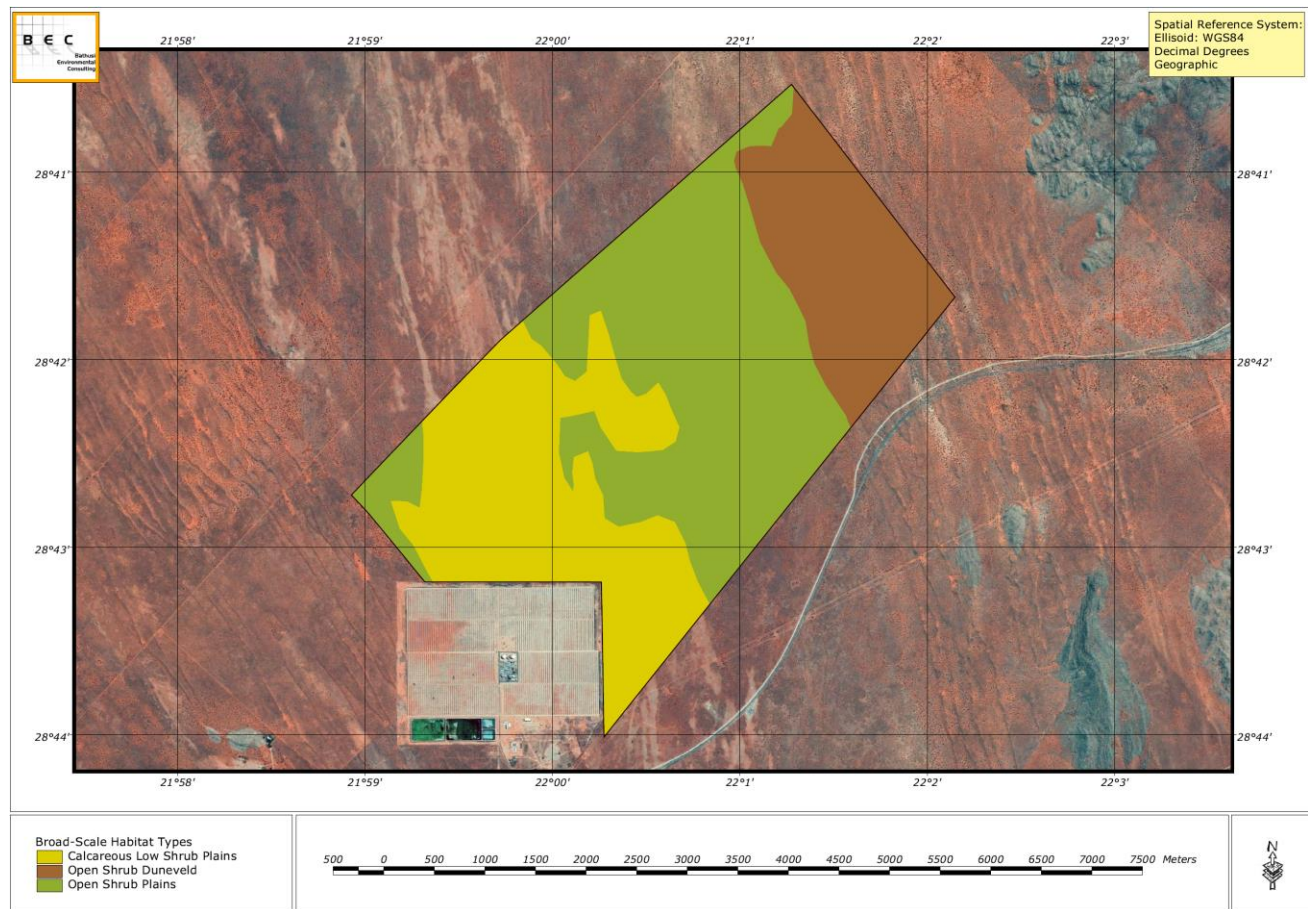 B E C
Bathusi
Environmental
Consulting
Spatial Reference System:
Ellisoid: WGS84
Decimal Degrees
Geographic
21°58' 21°59' 22°00' 22°1' 22°2' 22°3'
28°41' 28°41'
28°42' 28°42'
28°43' 28°43'
28°44' 28°44'
21°58' 21°59' 22°00' 22°1' 22°2' 22°3'
Broad-Scale Habitat Types
Calcareous Low Shrub Plains
Open Shrub Duneveld
Open Shrub Plains
500 0 500 1000 1500 2000 2500 3000 3500 4000 4500 5000 5500 6000 6500 7000 7500 Meters
N